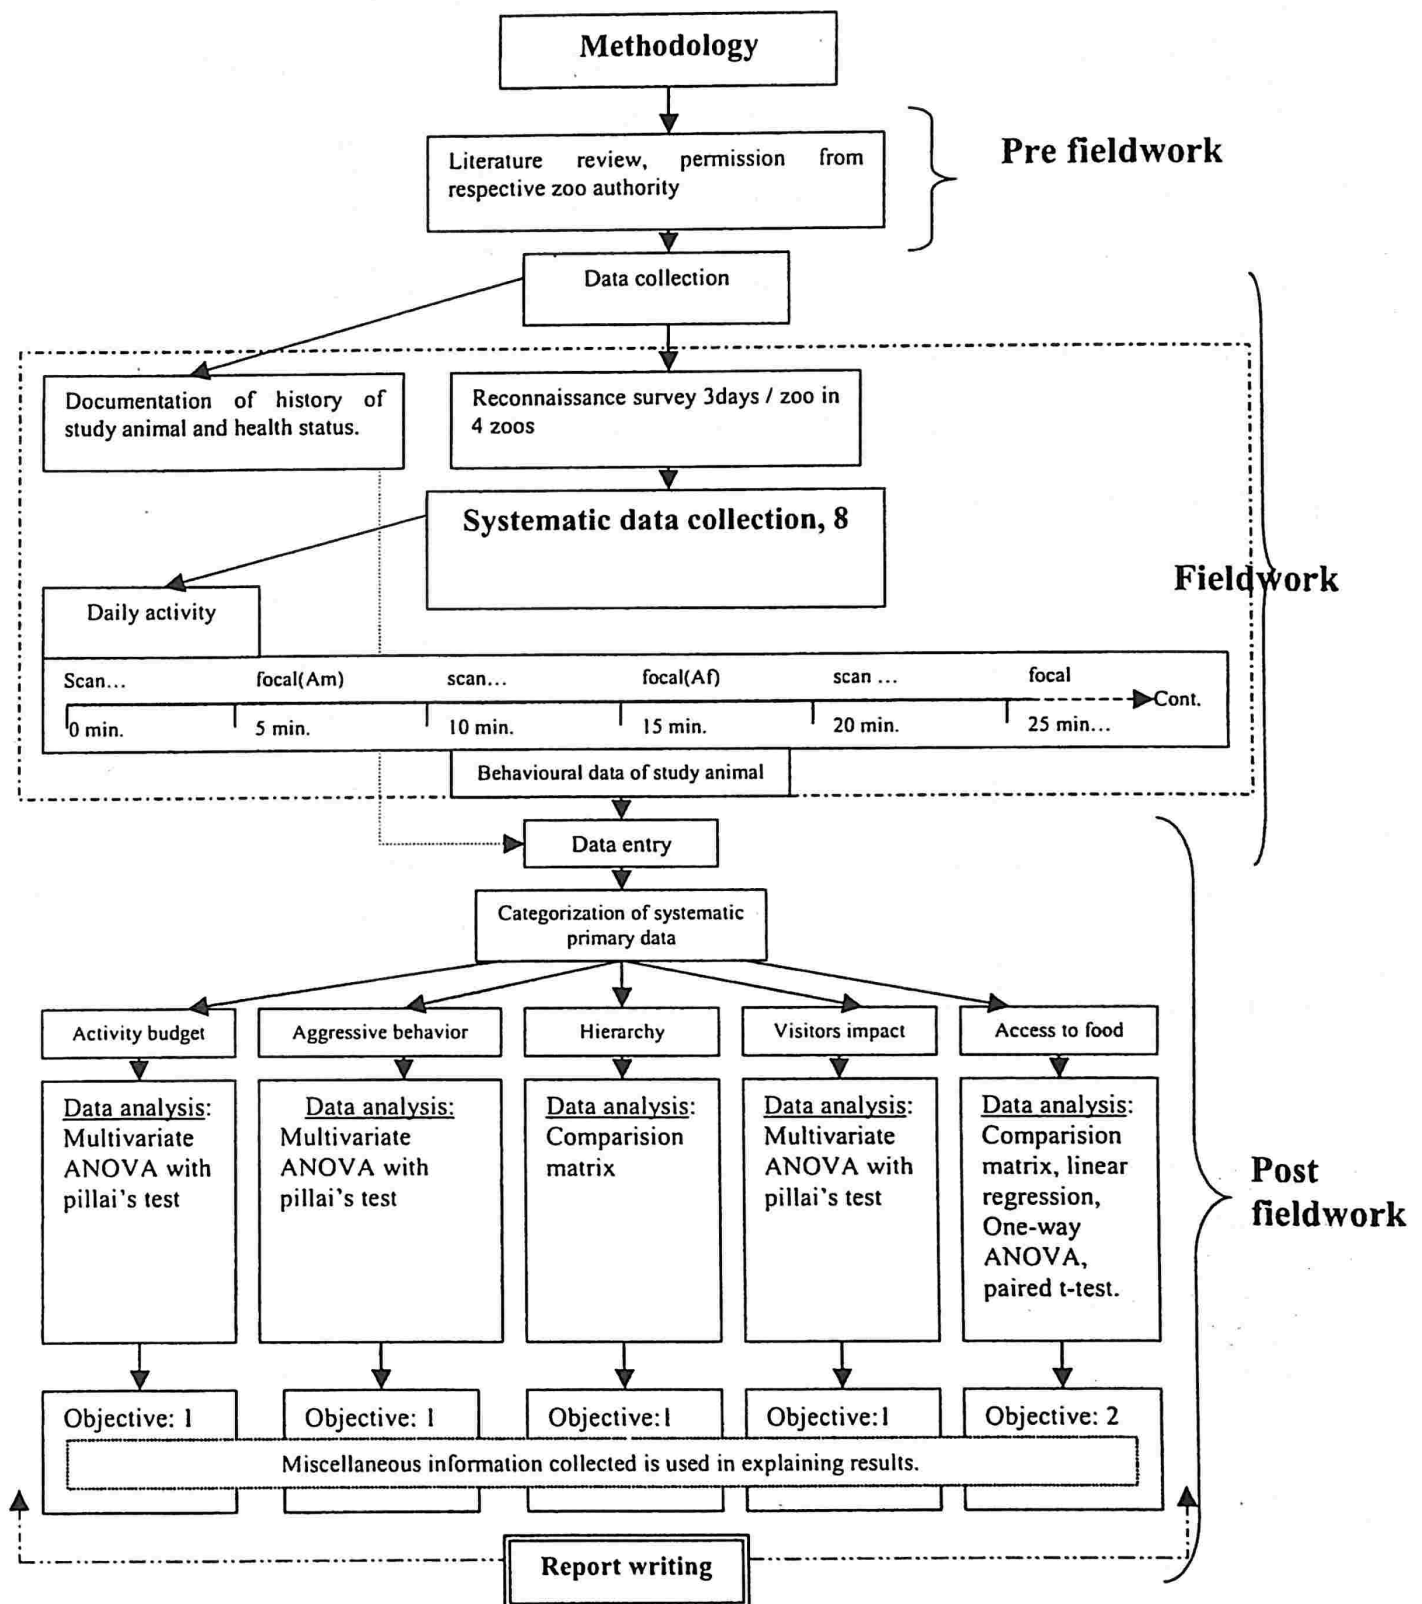 Methodology
Pre fieldwork
Literature review, permission from
respective zoo authority
Data collection
Documentation of history of
study animal and health status.
Reconnaissance survey 3days / zoo in
4 zoos
Systematic data collection, 8
Fieldwork
Daily activity
Scan... focal(Am) scan... focal(Af) scan ... focal
Cont.
0 min. 5 min. 10 min. 15 min. 20 min. 25 min...
Behavioural data of study animal
Data entry
Categorization of systematic
primary data
Activity budget
Aggressive behavior
Hierarchy
Visitors impact
Access to food
Data analysis:
Multivariate
ANOVA with
pillai's test
Data analysis:
Multivariate
ANOVA with
pillai's test
Data analysis:
Comparision
matrix
Data analysis:
Multivariate
ANOVA with
pillai's test
Data analysis:
Comparision
matrix, linear
regression,
One-way
ANOVA,
paired t-test.
Post
fieldwork
Objective: 1
Objective: 1
Objective:1
Objective:1
Objective: 2
Miscellaneous information collected is used in explaining results.
Report writing